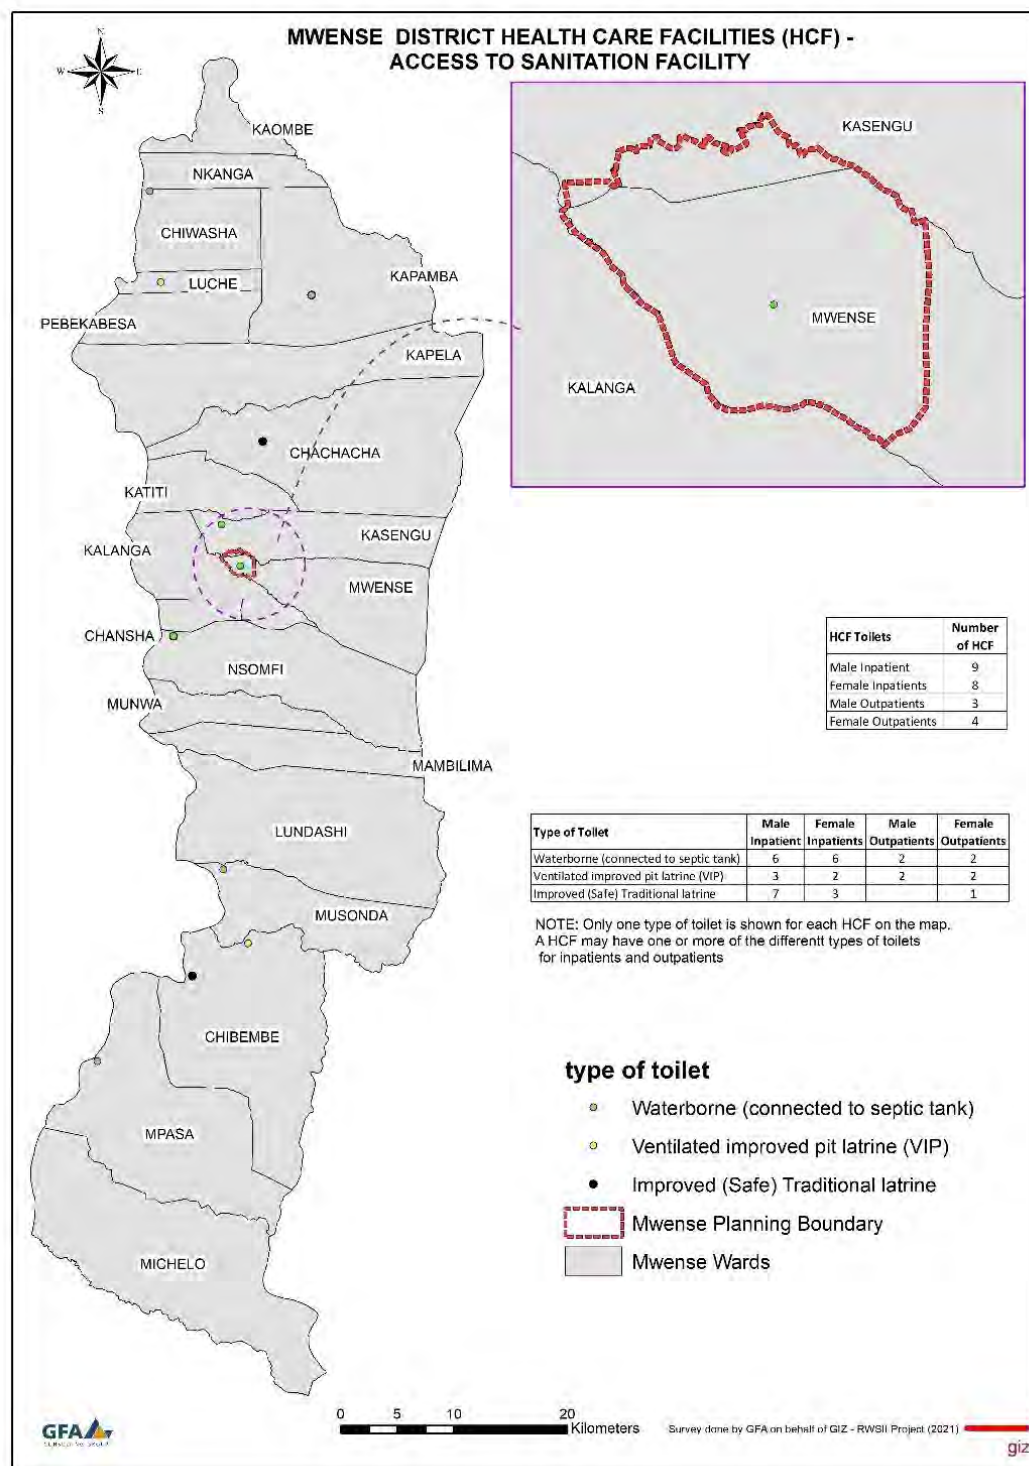 MWENSE DISTRICT HEALTH CARE FACILITIES (HCF) -
ACCESS TO SANITATION FACILITY
N
W
E
S
KAOMBE
NKANGA
CHIWASHA
LUCHE
KAPAMBA
PEBEKABESA
KAPELA
CHACHACHA
KATITI
KASENGU
KALANGA
MWENSE
CHANSHA
NSOMFI
MUNWA
MAMBILIMA
LUNDASHI
MUSONDA
CHIBEMBE
MPASA
MICHELO
KASENGU
MWENSE
KALANGA
HCF Toilets Number of HCF
Male Inpatient 9
Female Inpatients 8
Male Outpatients 3
Female Outpatients 4
Type of Toilet Male Inpatient Female Inpatients Male Outpatients Female Outpatients
Waterborne (connected to septic tank) 6 6 2 2
Ventilated improved pit latrine (VIP) 3 2 2 2
Improved (Safe) Traditional latrine 7 3 1
NOTE: Only one type of toilet is shown for each HCF on the map.
A HCF may have one or more of the differentt types of toilets
for inpatients and outpatients
type of toilet
Waterborne (connected to septic tank)
Ventilated improved pit latrine (VIP)
Improved (Safe) Traditional latrine
Mwense Planning Boundary
Mwense Wards
GFA
0 5 10 20
Kilometers
Survey done by GFA on behalf of GIZ - RWSII Project (2021)
giz